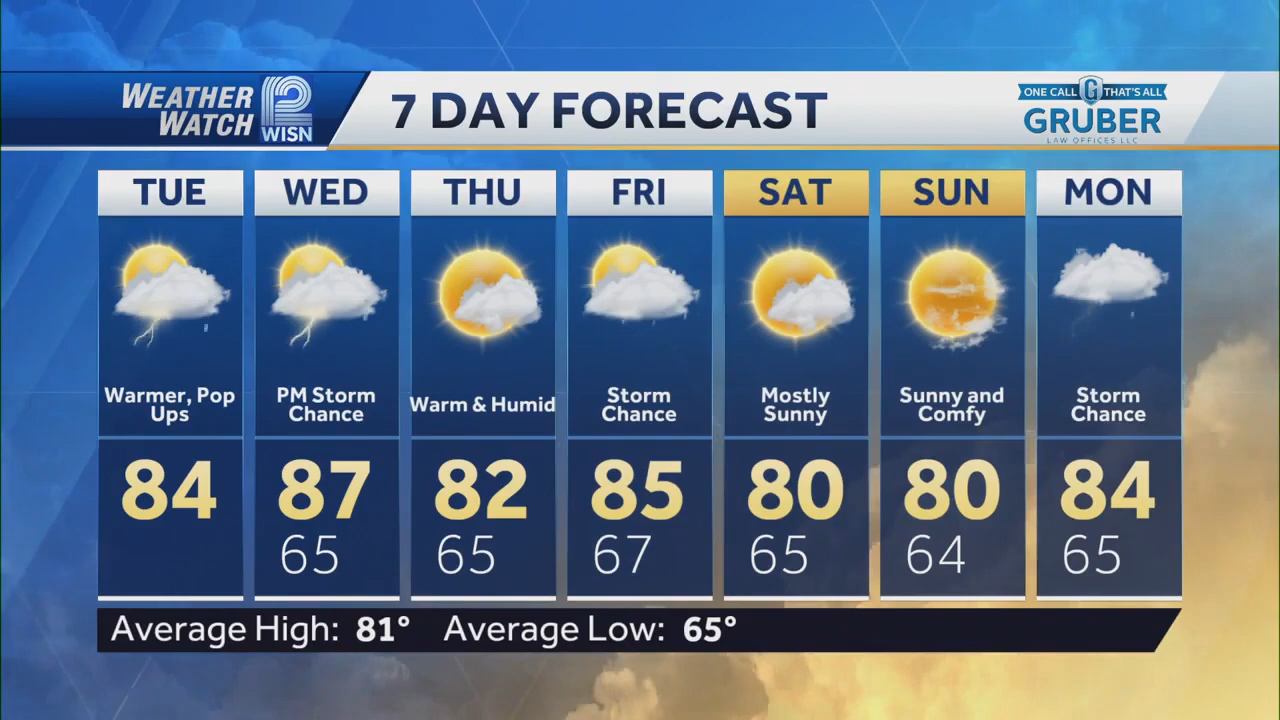 WEATHER WATCH 12 WISN
7 DAY FORECAST
ONE CALL G THAT'S ALL
GRUBER
LAW OFFICES LLC
TUE WED THU FRI SAT SUN MON
Warmer, Pop
Ups
PM Storm
Chance
Warm & Humid
Storm
Chance
Mostly
Sunny
Sunny and
Comfy
Storm
Chance
84 87 82 85 80 80 84
65 65 67 65 64 65
Average High: 81° Average Low: 65°